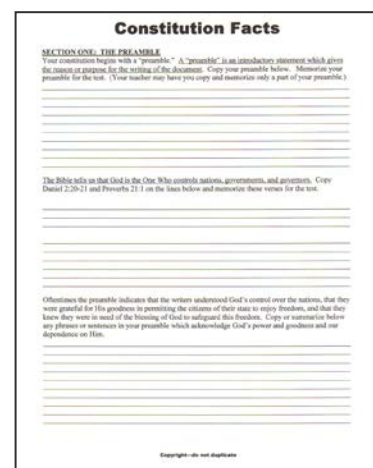 Constitution Facts
SECTION ONE: THE PREAMBLE
Your constitution begins with a "preamble." A "preamble" is an introductory statement which gives
the reason or purpose for the writing of the document. Copy your preamble below. Memorize your
preamble for the test. (Your teacher may have you copy and memorize only a part of your preamble.)
The Bible tells us that God is the One Who controls nations, governments, and governors. Copy
Daniel 2:20-21 and Proverbs 21:1 on the lines below and memorize these verses for the test.
Oftentimes the preamble indicates that the writers understood God's control over the nations, that they
were grateful for His goodness in permitting the citizens of their state to enjoy freedom, and that they
knew they were in need of the blessing of God to safeguard this freedom. Copy or summarize below
any phrases or sentences in your preamble which acknowledge God's power and goodness and our
dependence on Him.
Copyright--do not duplicate